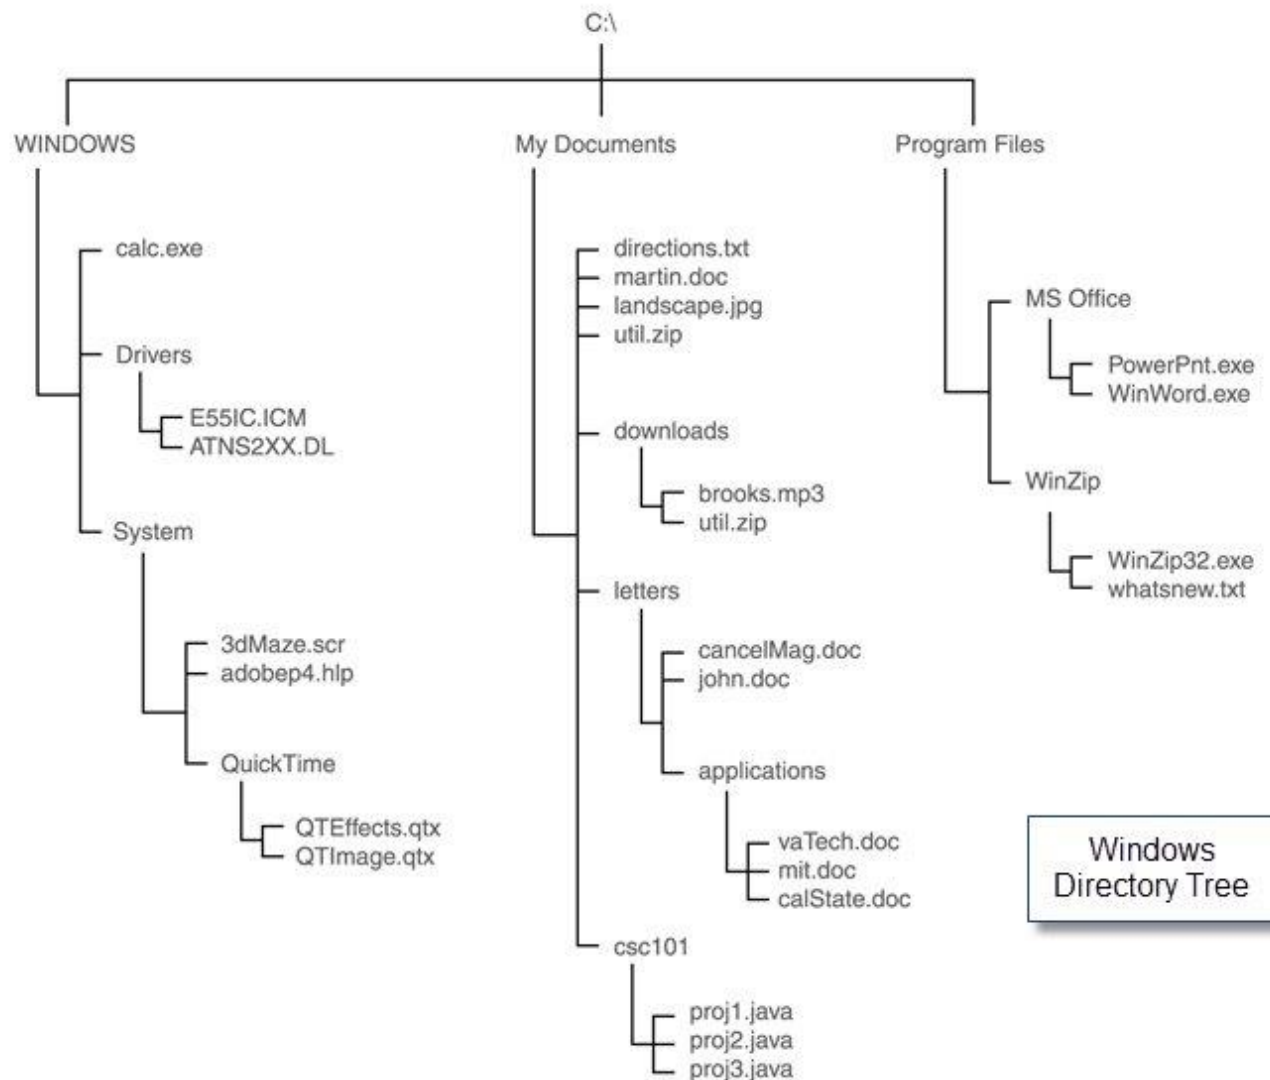 C:\
WINDOWS
calc.exe
Drivers
E55IC.ICM
ATNS2XX.DL
System
3dMaze.scr
adobep4.hlp
QuickTime
QTEffects.qtx
QTImage.qtx
My Documents
directions.txt
martin.doc
landscape.jpg
util.zip
downloads
brooks.mp3
util.zip
letters
cancelMag.doc
john.doc
applications
vaTech.doc
mit.doc
calState.doc
csc101
proj1.java
proj2.java
proj3.java
Program Files
MS Office
PowerPnt.exe
WinWord.exe
WinZip
WinZip32.exe
whatsnew.txt
Windows
Directory Tree